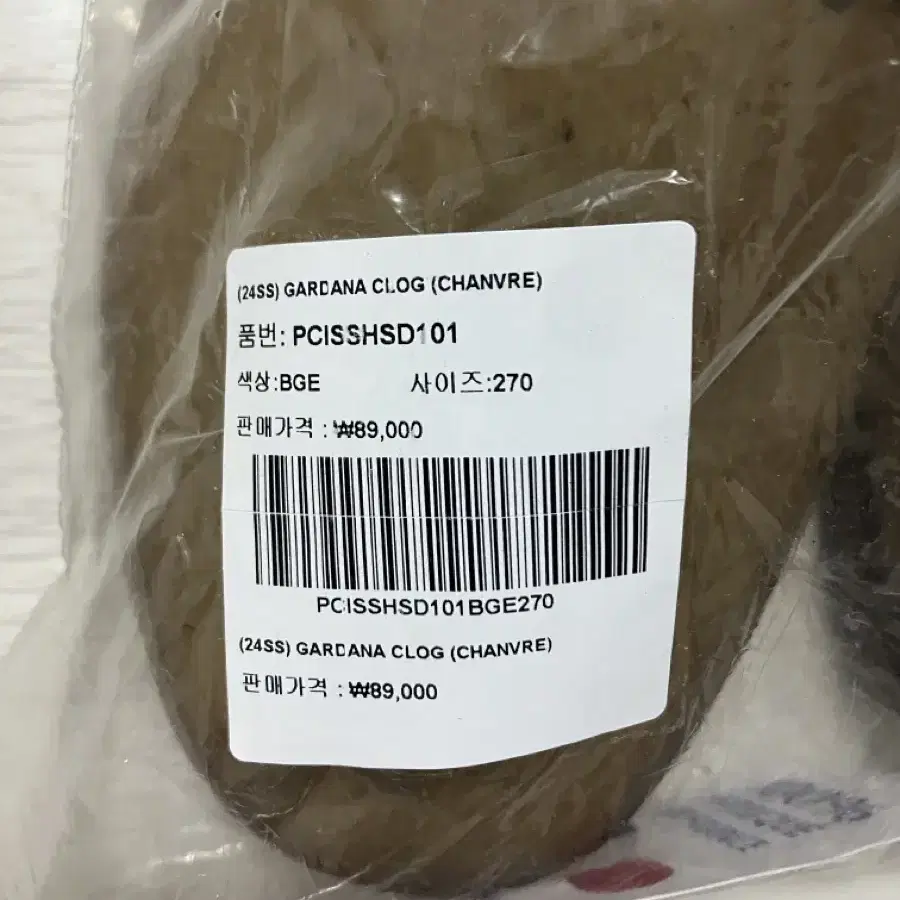 (24SS) GARDANA CLOG (CHANVRE)
품번: PCISSHSD101
색상:BGE 사이즈:270
판매가격 : ₩89,000
PCISSHSD101BGE270
(24SS) GARDANA CLOG (CHANVRE)
판매가격 : ₩89,000